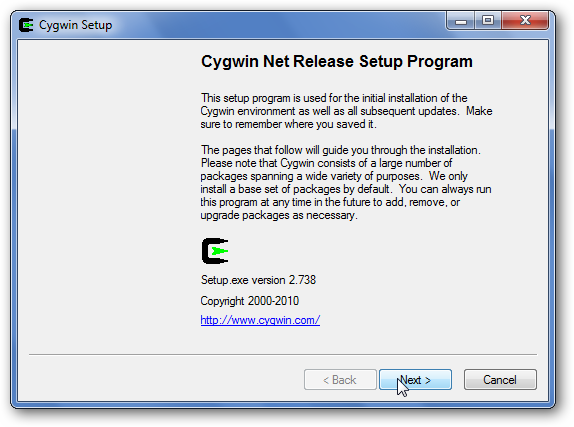 Cygwin Setup
Cygwin Net Release Setup Program
This setup program is used for the initial installation of the
Cygwin environment as well as all subsequent updates. Make
sure to remember where you saved it.
The pages that follow will guide you through the installation.
Please note that Cygwin consists of a large number of
packages spanning a wide variety of purposes. We only
install a base set of packages by default. You can always run
this program at any time in the future to add, remove, or
upgrade packages as necessary.
Setup.exe version 2.738
Copyright 2000-2010
http://www.cygwin.com/
< Back
Next >
Cancel